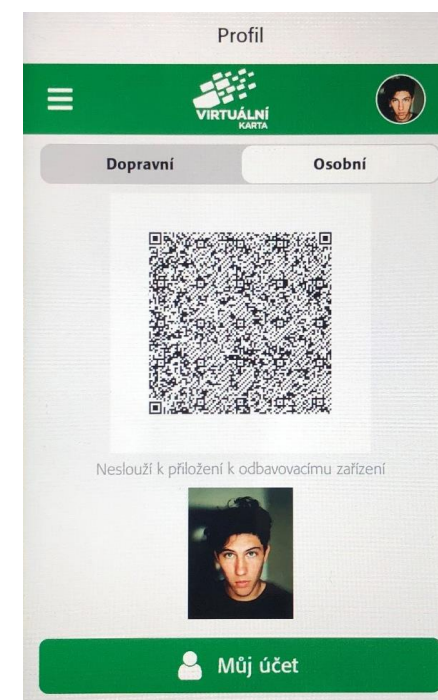 Profil
VIRTUÁLNÍ
KARTA
Dopravní Osobní
Neslouží k přiložení k odbavovacímu zařízení
Můj účet